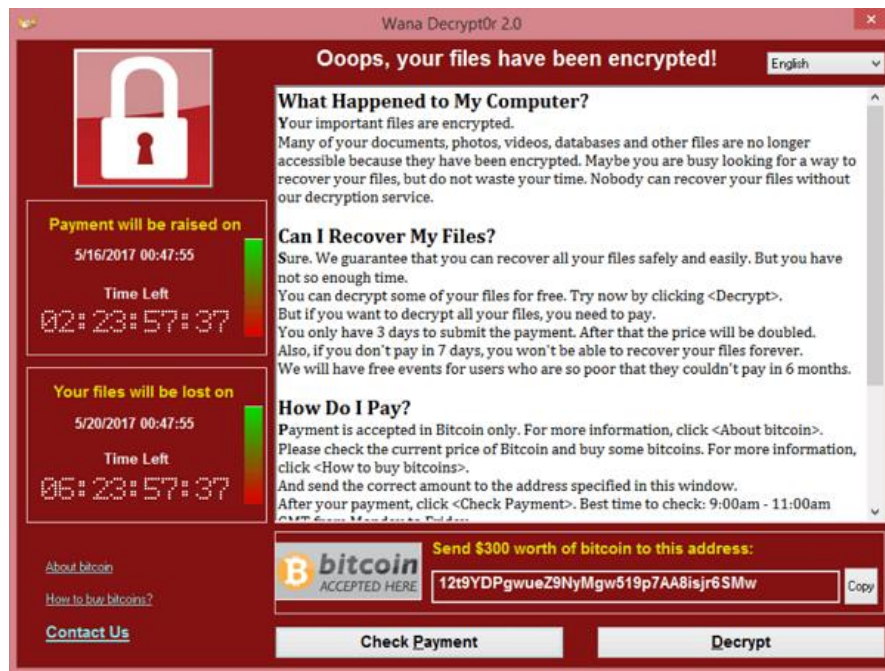 Wana Decrypt0r 2.0
Ooops, your files have been encrypted!
English
Payment will be raised on
5/16/2017 00:47:55
Time Left
02:23:57:37
Your files will be lost on
5/20/2017 00:47:55
Time Left
06:23:57:37
About bitcoin
How to buy bitcoins?
Contact Us
What Happened to My Computer?
Your important files are encrypted.
Many of your documents, photos, videos, databases and other files are no longer
accessible because they have been encrypted. Maybe you are busy looking for a way to
recover your files, but do not waste your time. Nobody can recover your files without
our decryption service.
Can I Recover My Files?
Sure. We guarantee that you can recover all your files safely and easily. But you have
not so enough time.
You can decrypt some of your files for free. Try now by clicking <Decrypt>.
But if you want to decrypt all your files, you need to pay.
You only have 3 days to submit the payment. After that the price will be doubled.
Also, if you don't pay in 7 days, you won't be able to recover your files forever.
We will have free events for users who are so poor that they couldn't pay in 6 months.
How Do I Pay?
Payment is accepted in Bitcoin only. For more information, click <About bitcoin>.
Please check the current price of Bitcoin and buy some bitcoins. For more information,
click <How to buy bitcoins>.
And send the correct amount to the address specified in this window.
After your payment, click <Check Payment>. Best time to check: 9:00am - 11:00am
GMT from Monday to Friday
bitcoin
ACCEPTED HERE
Send $300 worth of bitcoin to this address:
12t9YDPgwueZ9NyMgw519p7AA8isjr6SMw
Copy
Check Payment
Decrypt